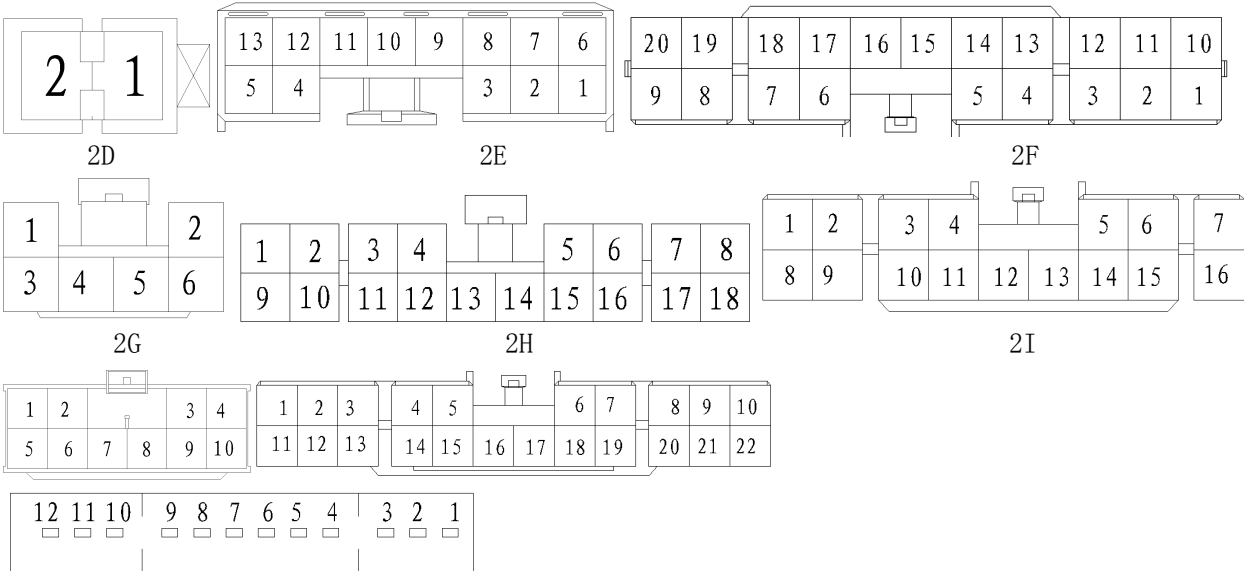 2 1
2D
13 12 11 10 9 8 7 6
5 4 3 2 1
2E
20 19 18 17 16 15 14 13 12 11 10
9 8 7 6 5 4 3 2 1
2F
1 2
3 4 5 6
2G
1 2 3 4 5 6 7 8
9 10 11 12 13 14 15 16 17 18
2H
1 2 3 4 5 6 7
8 9 10 11 12 13 14 15 16
2I
1 2 3 4
5 6 7 8 9 10
1 2 3 4 5 6 7 8 9 10
11 12 13 14 15 16 17 18 19 20 21 22
12 11 10 9 8 7 6 5 4 3 2 1